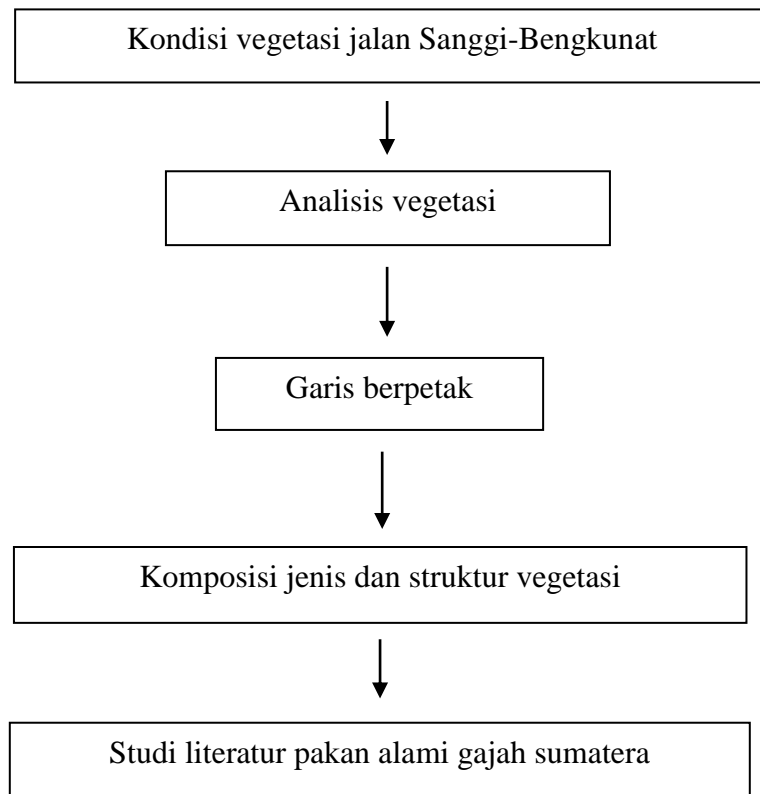 Kondisi vegetasi jalan Sanggi-Bengkunat
Analisis vegetasi
Garis berpetak
Komposisi jenis dan struktur vegetasi
Studi literatur pakan alami gajah sumatera